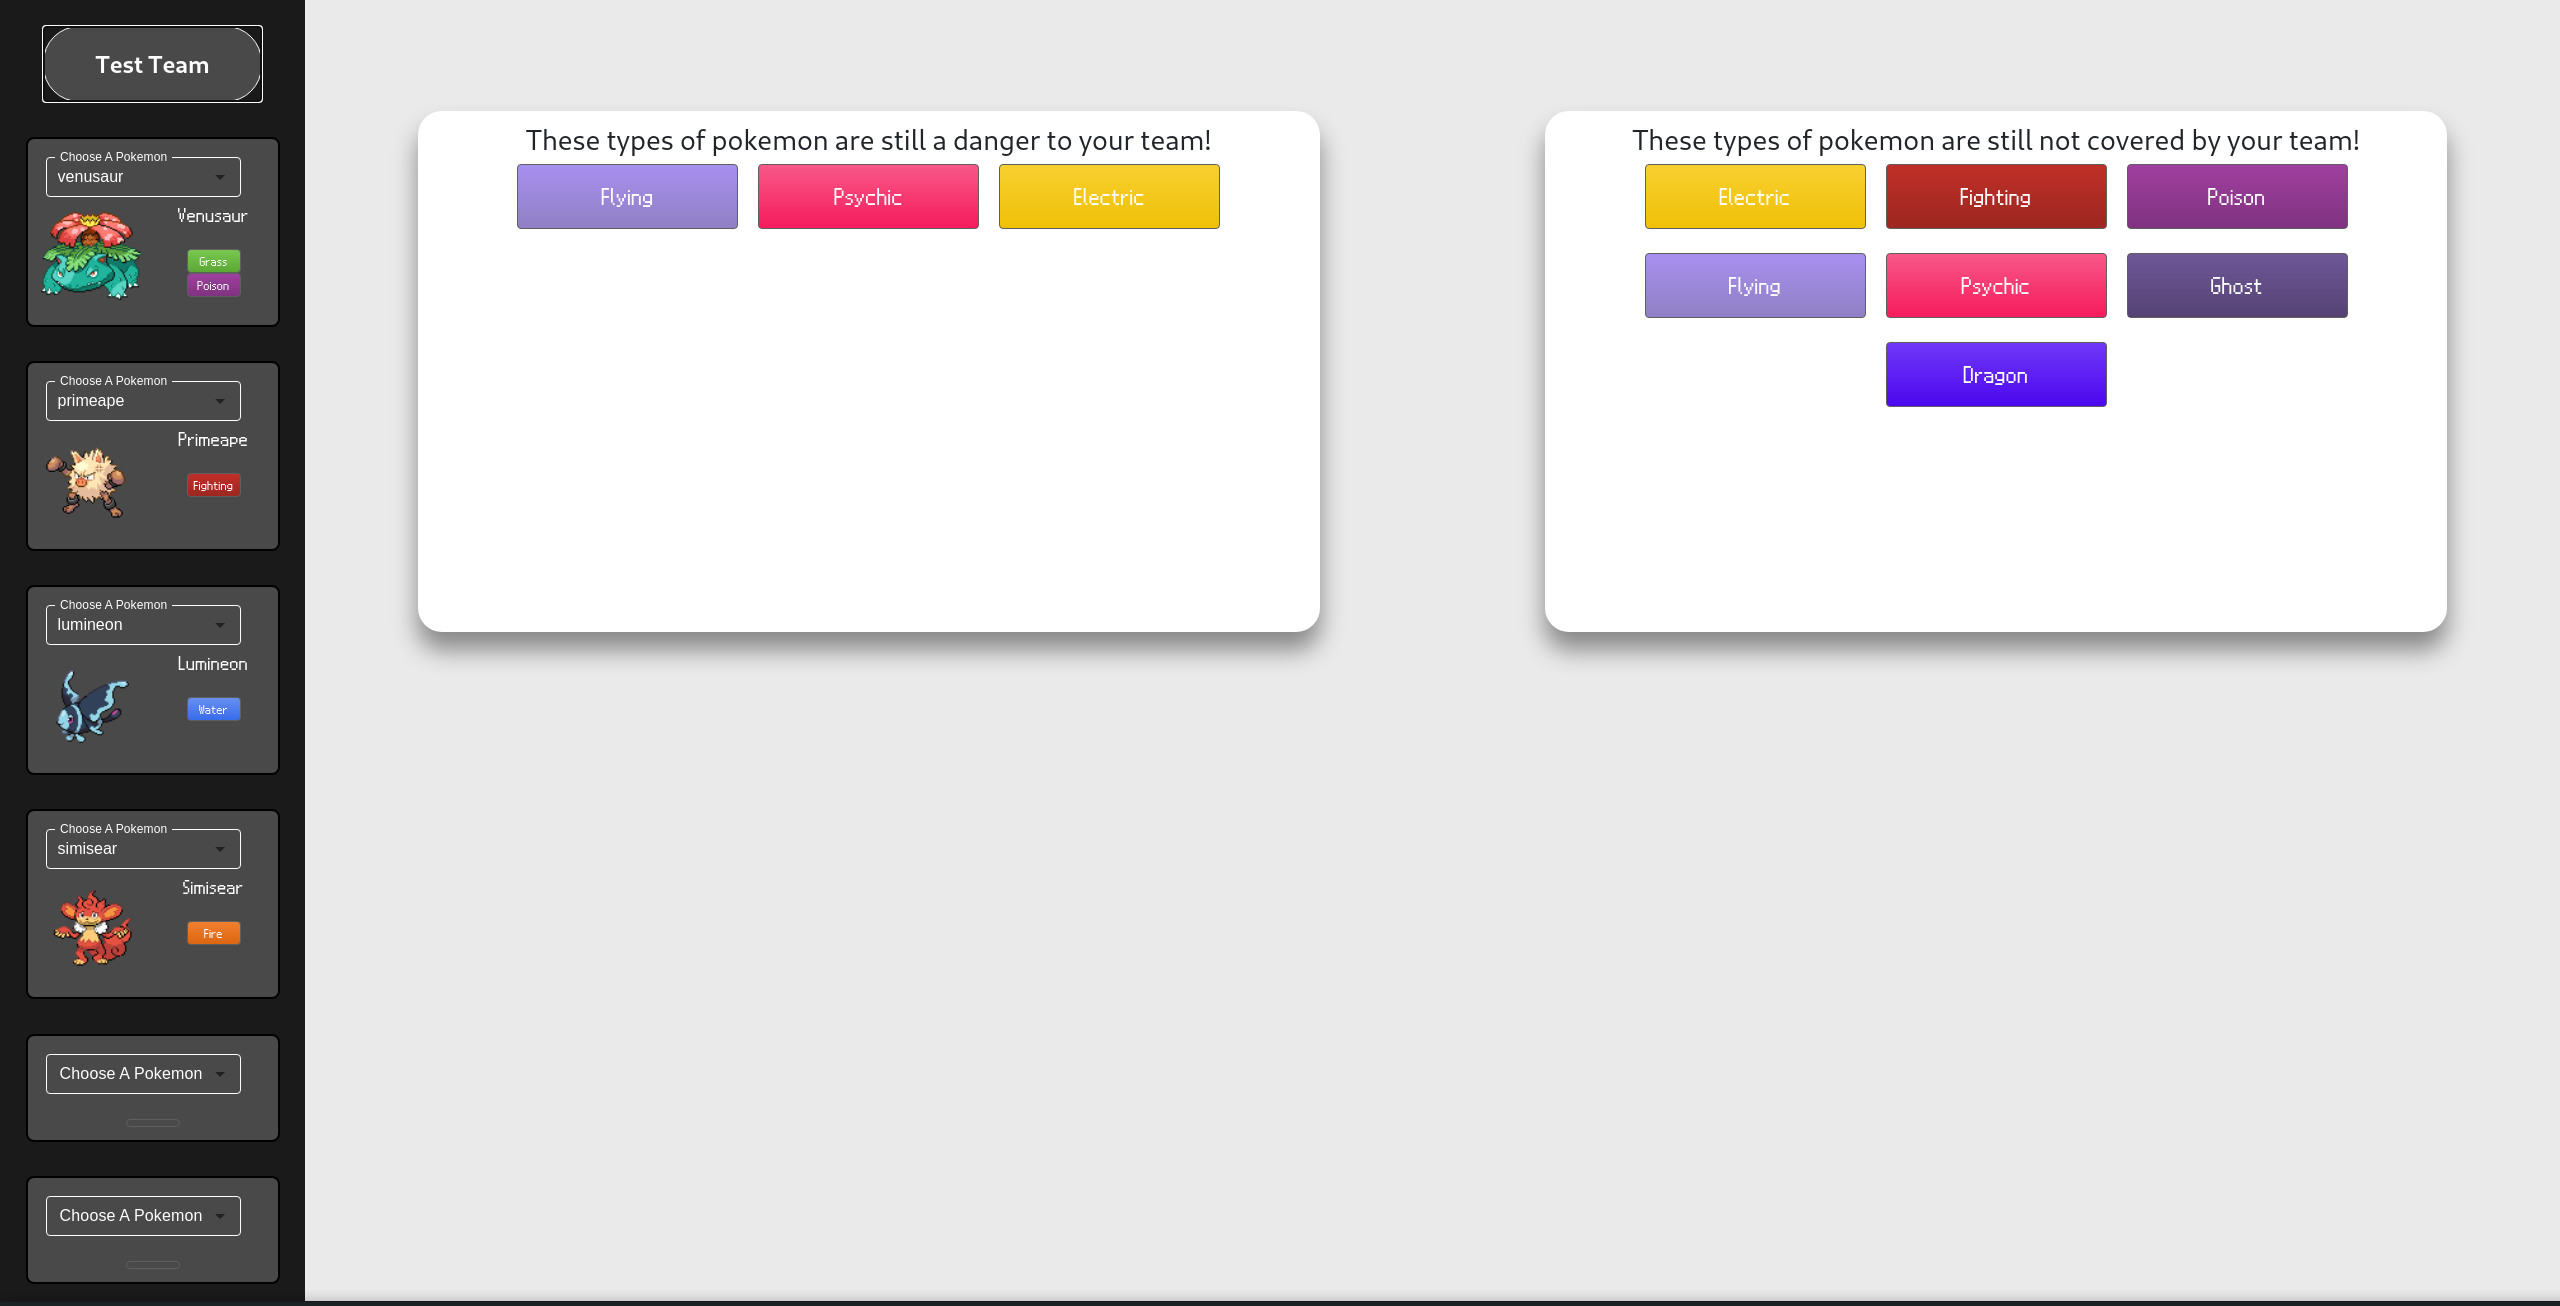 Test Team
Choose A Pokemon
venusaur
Venusaur
Grass
Poison
Choose A Pokemon
primeape
Primeape
Fighting
Choose A Pokemon
lumineon
Lumineon
Water
Choose A Pokemon
simisear
Simisear
Fire
Choose A Pokemon
Choose A Pokemon
These types of pokemon are still a danger to your team!
Flying Psychic Electric
These types of pokemon are still not covered by your team!
Electric Fighting Poison
Flying Psychic Ghost
Dragon